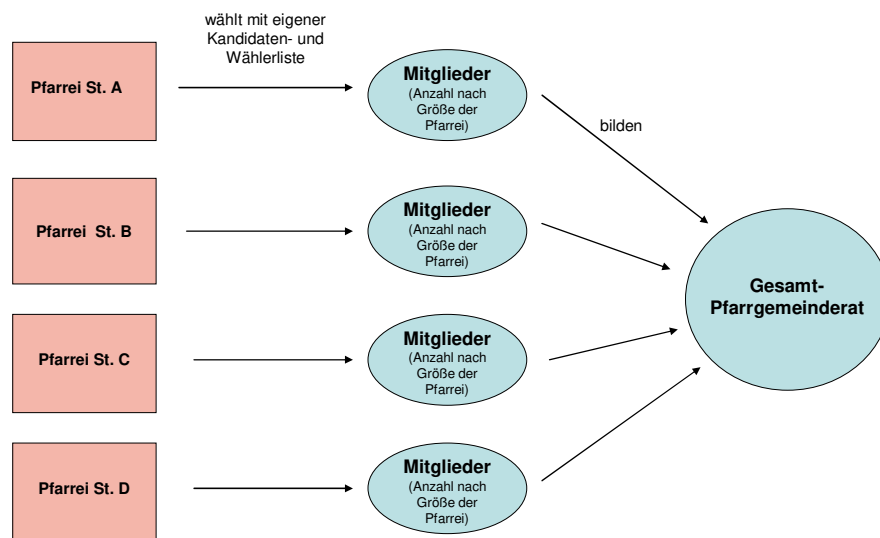 wählt mit eigener
Kandidaten- und
Wählerliste
Pfarrei St. A
Mitglieder
(Anzahl nach
Größe der
Pfarrei)
bilden
Pfarrei St. B
Mitglieder
(Anzahl nach
Größe der
Pfarrei)
Gesamt-
Pfarrgemeinderat
Pfarrei St. C
Mitglieder
(Anzahl nach
Größe der
Pfarrei)
Pfarrei St. D
Mitglieder
(Anzahl nach
Größe der
Pfarrei)